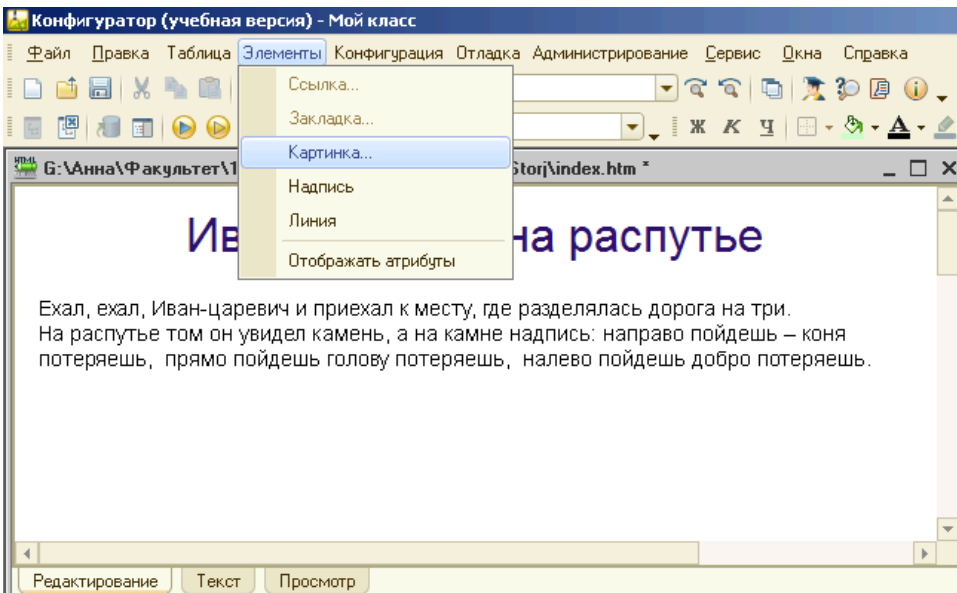 Конфигуратор (учебная версия) - Мой класс
Файл Правка Таблица Элементы Конфигурация Отладка Администрирование Сервис Окна Справка
Ссылка...
Закладка...
Ж К Ч А
Картинка...
HTML G:\Анна\Факультет\1 Storj\index.htm *
Надпись
Линия
Отображать атрибуты
Ив на распутье
Ехал, ехал, Иван-царевич и приехал к месту, где разделялась дорога на три.
На распутье том он увидел камень, а на камне надпись: направо пойдешь – коня
потеряешь, прямо пойдешь голову потеряешь, налево пойдешь добро потеряешь.
Редактирование Текст Просмотр